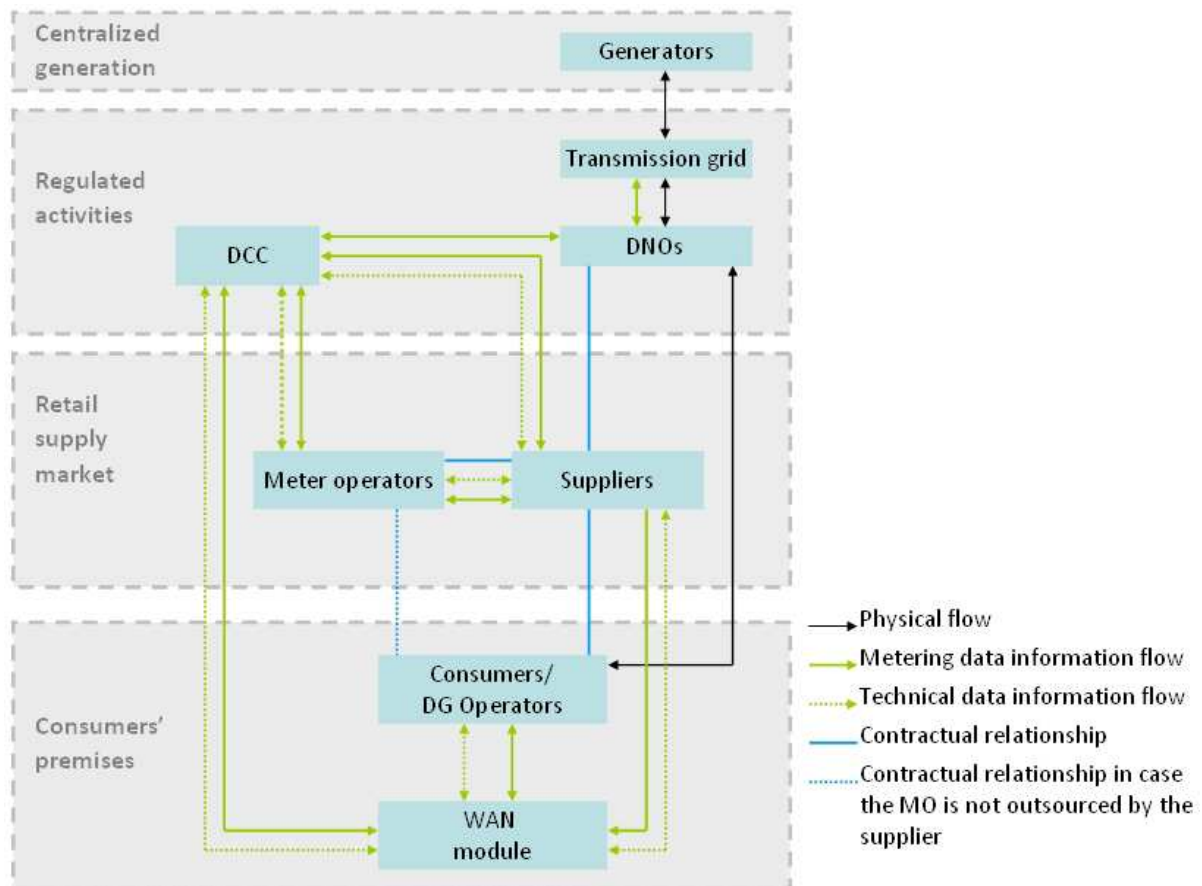 Centralized
generation
Generators
Transmission grid
Regulated
activities
DCC
DNOs
Retail
supply
market
Meter operators
Suppliers
Consumers/
DG Operators
Consumers'
premises
WAN
module
Physical flow
Metering data information flow
Technical data information flow
Contractual relationship
Contractual relationship in case
the MO is not outsourced by the
supplier